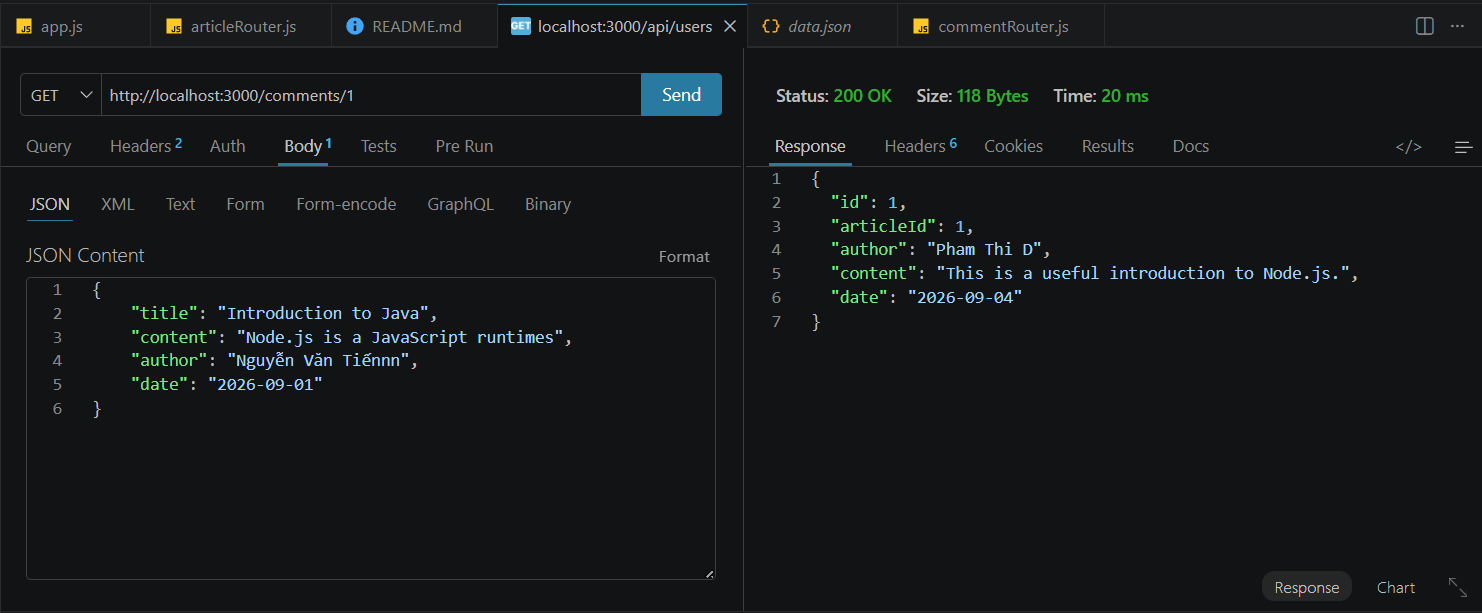 JS app.js
JS articleRouter.js
README.md
GET localhost:3000/api/users
{} data.json
JS commentRouter.js
GET http://localhost:3000/comments/1 Send
Status: 200 OK Size: 118 Bytes Time: 20 ms
Query Headers 2 Auth Body 1 Tests Pre Run
Response Headers 6 Cookies Results Docs </>
JSON XML Text Form Form-encode GraphQL Binary
JSON Content Format
1 {
2 "title": "Introduction to Java",
3 "content": "Node.js is a JavaScript runtimes",
4 "author": "Nguyễn Văn Tiếnnn",
5 "date": "2026-09-01"
6 }
1 {
2 "id": 1,
3 "articleId": 1,
4 "author": "Pham Thi D",
5 "content": "This is a useful introduction to Node.js.",
6 "date": "2026-09-04"
7 }
Response Chart